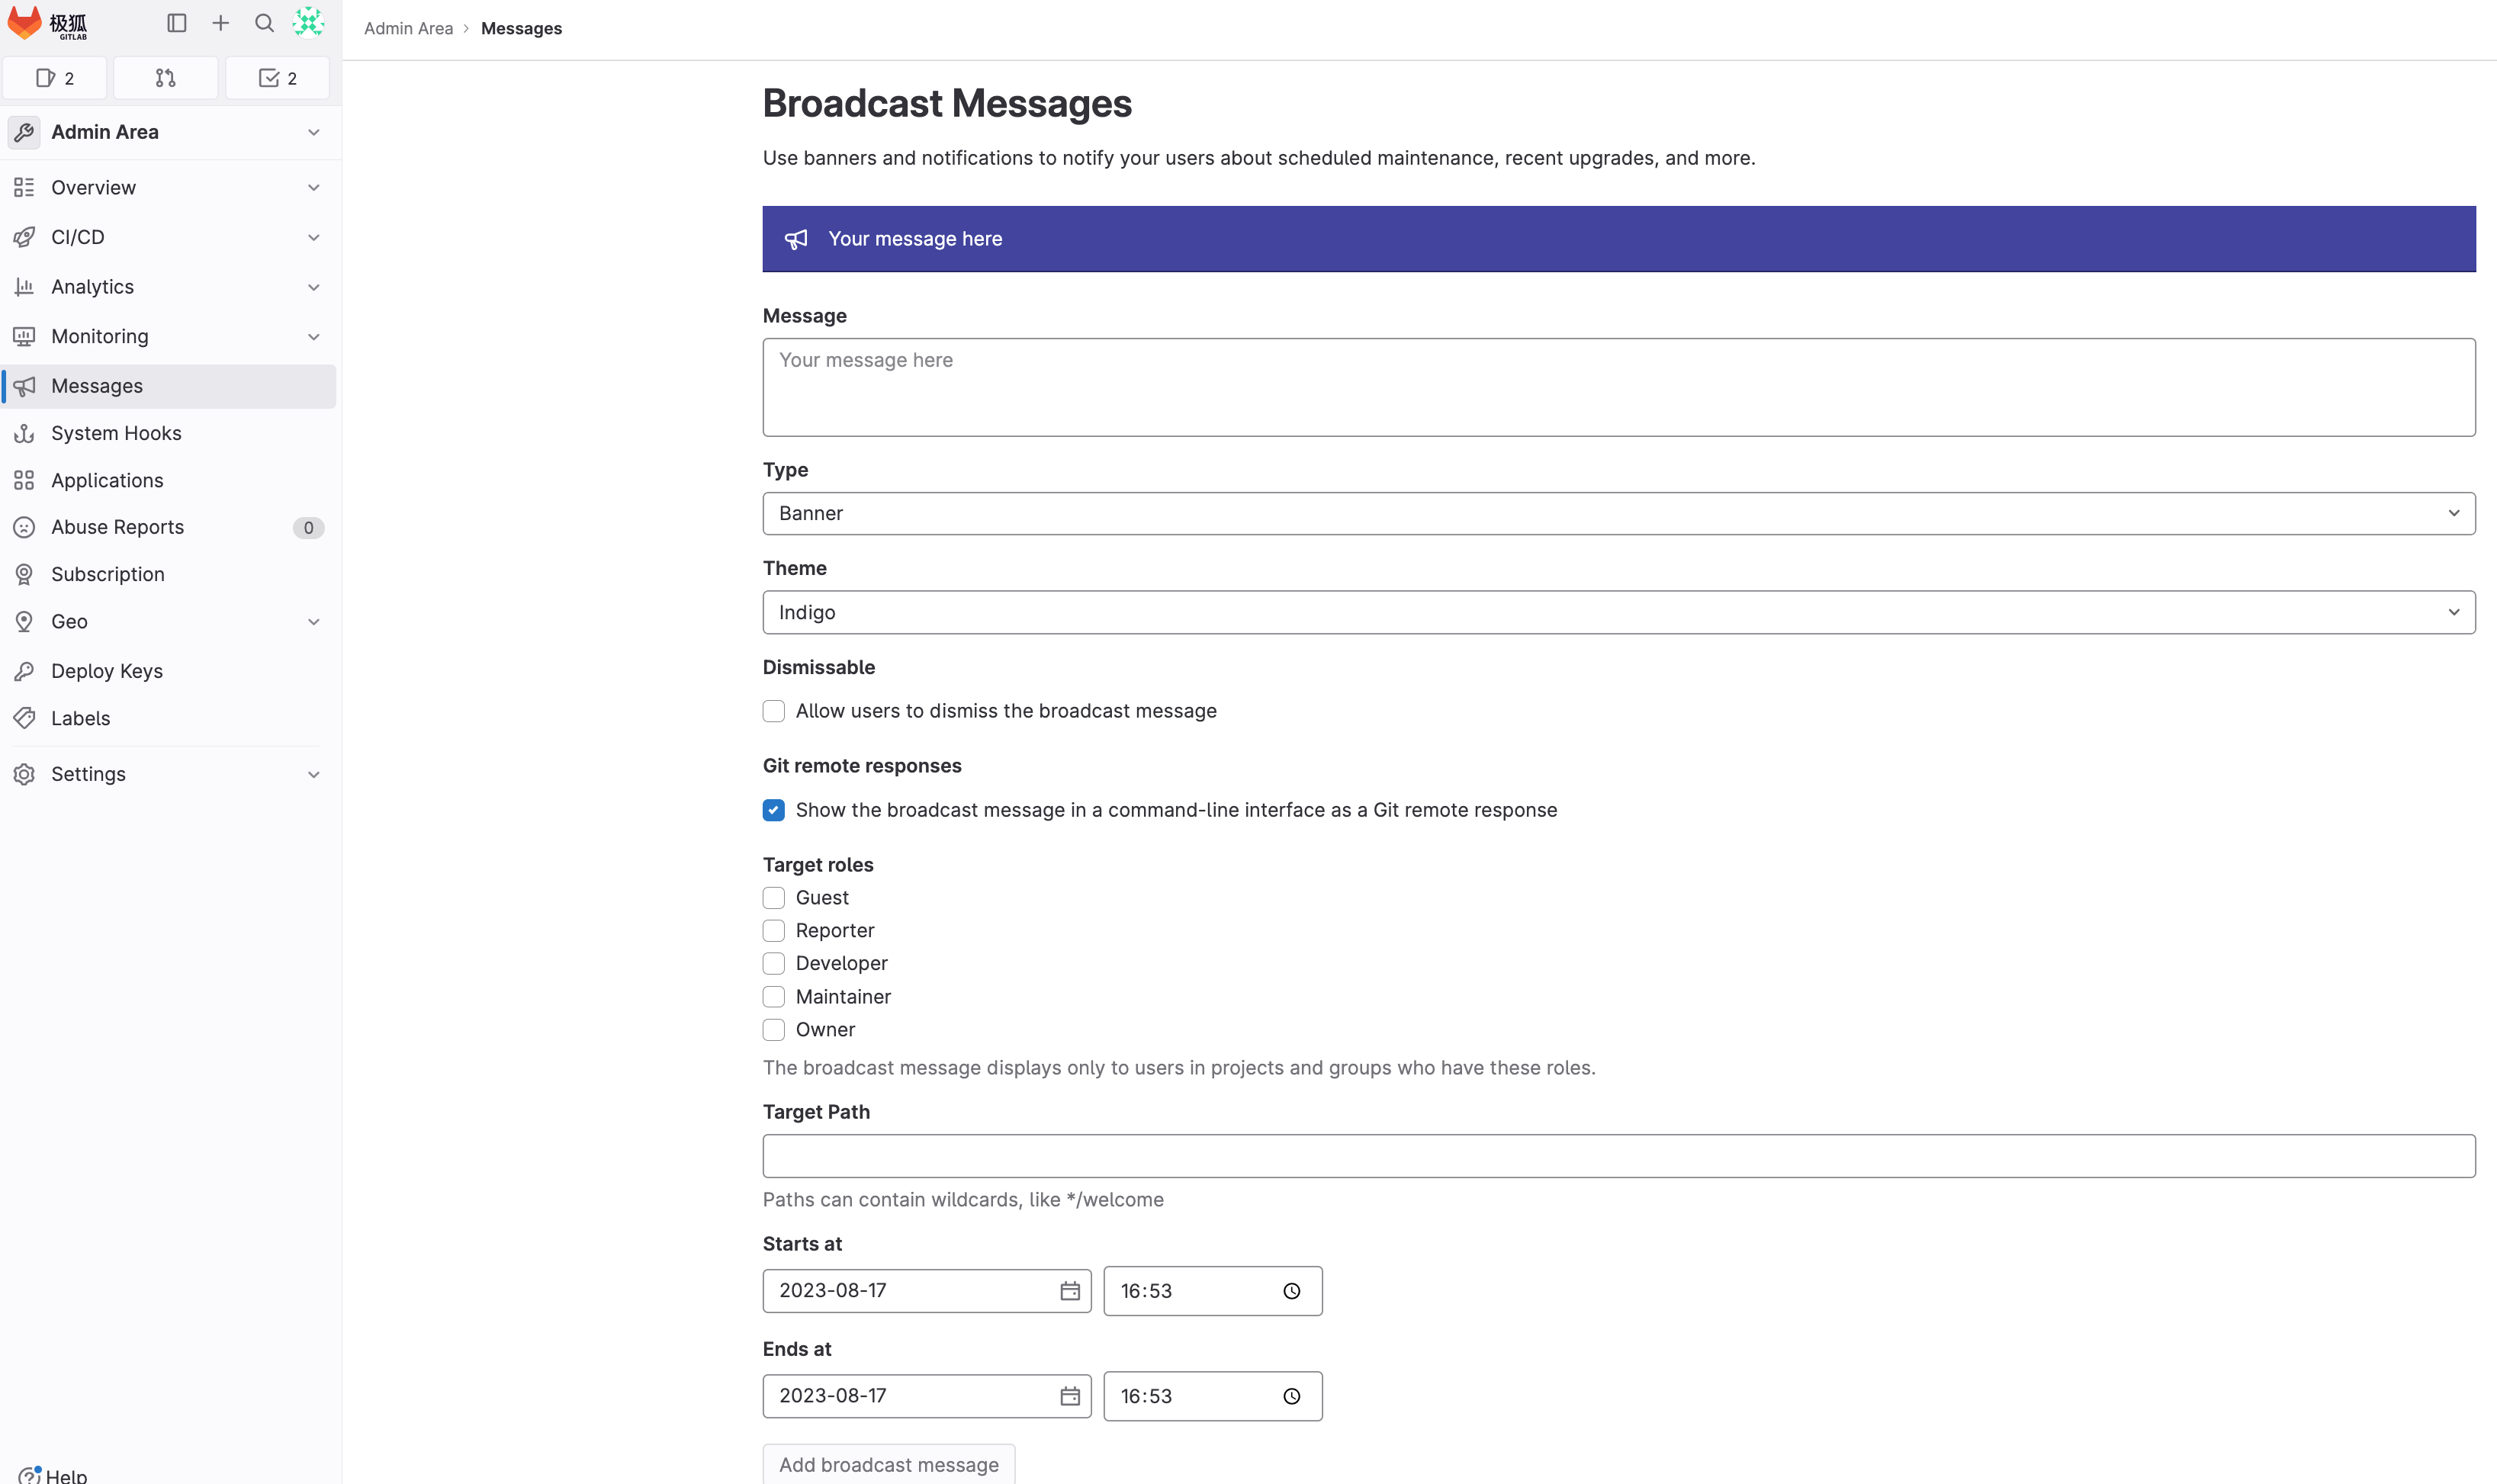 极狐
GITLAB
2
2
Admin Area
Overview
CI/CD
Analytics
Monitoring
Messages
System Hooks
Applications
Abuse Reports 0
Subscription
Geo
Deploy Keys
Labels
Settings
Help
Admin Area › Messages
Broadcast Messages
Use banners and notifications to notify your users about scheduled maintenance, recent upgrades, and more.
Your message here
Message
Your message here
Type
Banner
Theme
Indigo
Dismissable
Allow users to dismiss the broadcast message
Git remote responses
Show the broadcast message in a command-line interface as a Git remote response
Target roles
Guest
Reporter
Developer
Maintainer
Owner
The broadcast message displays only to users in projects and groups who have these roles.
Target Path
Paths can contain wildcards, like */welcome
Starts at
2023-08-17 16:53
Ends at
2023-08-17 16:53
Add broadcast message